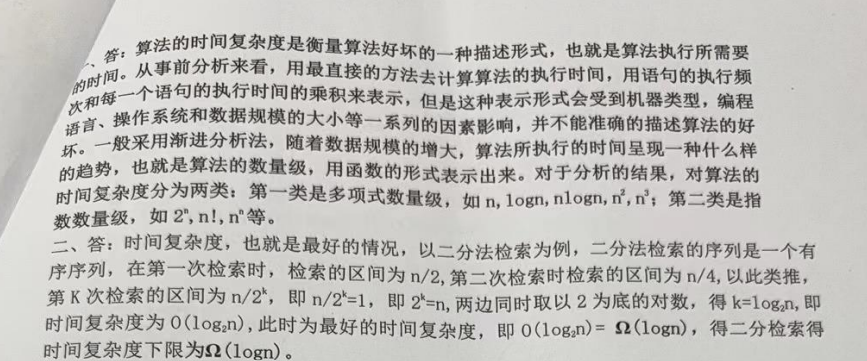 一、答：算法的时间复杂度是衡量算法好坏的一种描述形式，也就是算法执行所需要
的时间。从事前分析来看，用最直接的方法去计算算法的执行时间，用语句的执行频
次和每一个语句的执行时间的乘积来表示，但是这种表示形式会受到机器类型，编程
语言、操作系统和数据规模的大小等一系列的因素影响，并不能准确的描述算法的好
坏。一般采用渐进分析法，随着数据规模的增大，算法所执行的时间呈现一种什么样
的趋势，也就是算法的数量级，用函数的形式表示出来。对于分析的结果，对算法的
时间复杂度分为两类：第一类是多项式数量级，如 n, logn, nlogn, n², n³；第二类是指
数数量级，如 2ⁿ, n!, nⁿ等。
二、答：时间复杂度，也就是最好的情况，以二分法检索为例，二分法检索的序列是一个有
序序列，在第一次检索时，检索的区间为 n/2, 第二次检索时检索的区间为 n/4, 以此类推，
第 K 次检索的区间为 n/2ᵏ，即 n/2ᵏ=1，即 2ᵏ=n, 两边同时取以 2 为底的对数，得 k=log₂n, 即
时间复杂度为 O(log₂n), 此时为最好的时间复杂度，即 O(log₂n)= Ω(logn)，得二分检索得
时间复杂度下限为Ω(logn)。